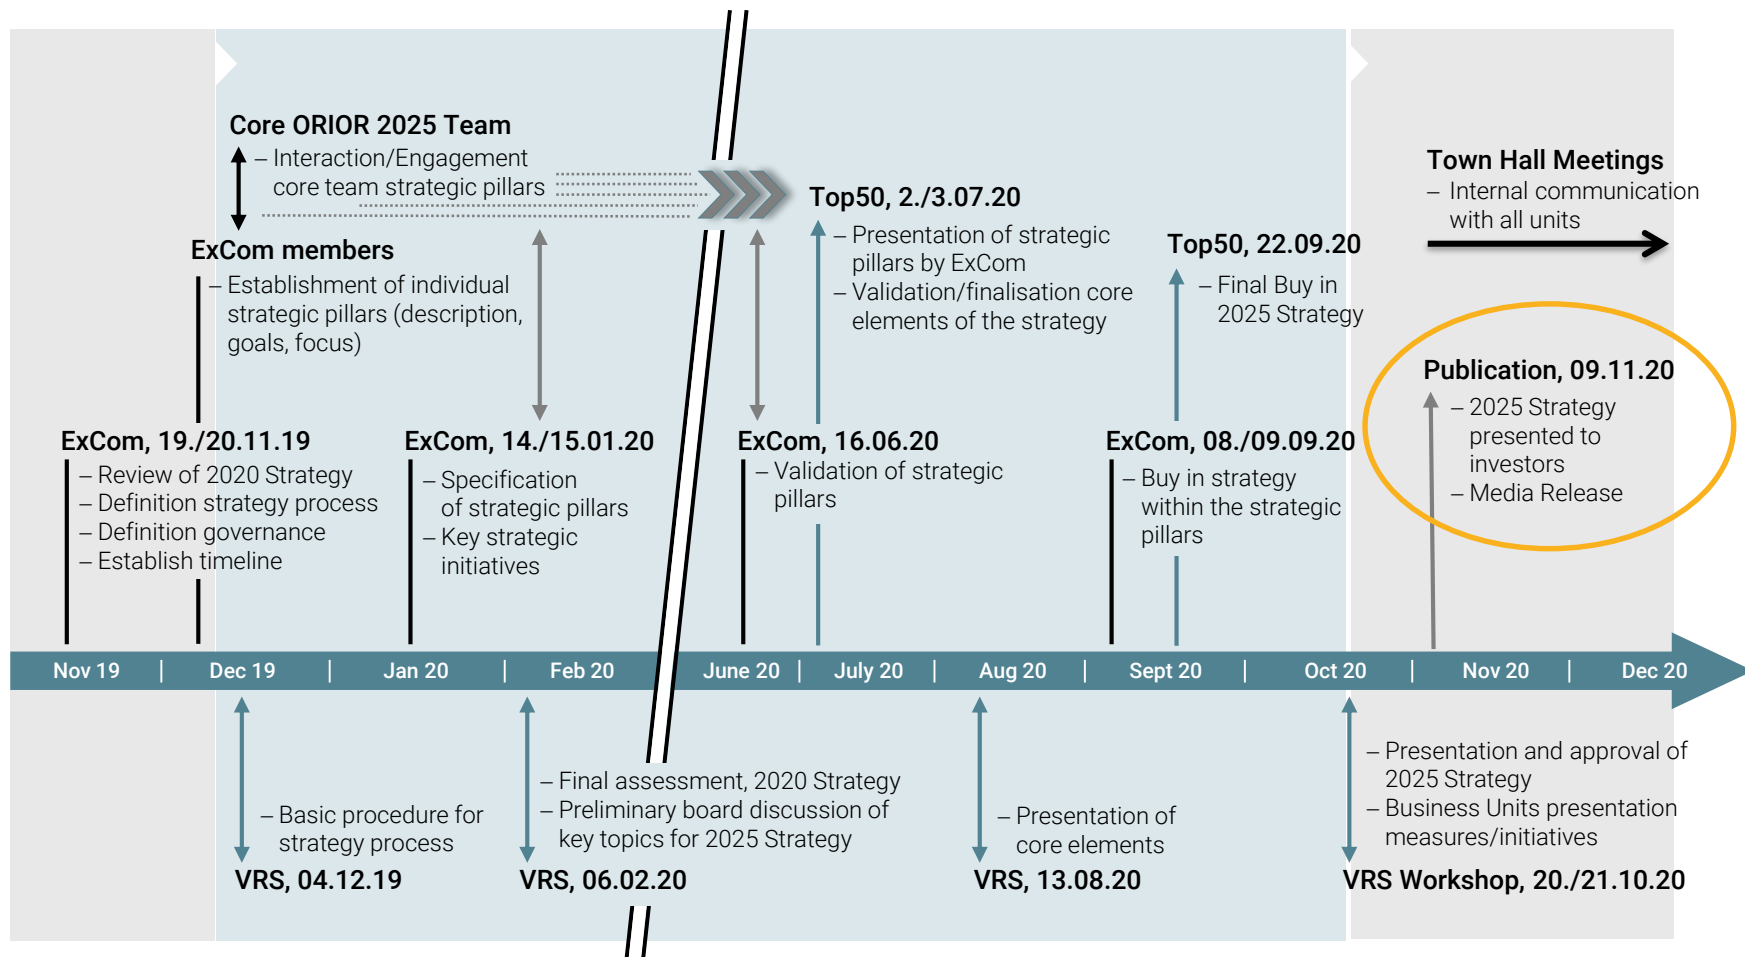 Core ORIOR 2025 Team
– Interaction/Engagement
core team strategic pillars
ExCom members
– Establishment of individual
strategic pillars (description,
goals, focus)
Top50, 2./3.07.20
– Presentation of strategic
pillars by ExCom
– Validation/finalisation core
elements of the strategy
Top50, 22.09.20
– Final Buy in
2025 Strategy
Town Hall Meetings
– Internal communication
with all units
Publication, 09.11.20
– 2025 Strategy
presented to
investors
– Media Release
ExCom, 19./20.11.19
– Review of 2020 Strategy
– Definition strategy process
– Definition governance
– Establish timeline
ExCom, 14./15.01.20
– Specification
of strategic pillars
– Key strategic
initiatives
ExCom, 16.06.20
– Validation of strategic
pillars
ExCom, 08./09.09.20
– Buy in strategy
within the strategic
pillars
Nov 19 | Dec 19 | Jan 20 | Feb 20 June 20 | July 20 | Aug 20 | Sept 20 | Oct 20 | Nov 20 | Dec 20
– Basic procedure for
strategy process
VRS, 04.12.19
– Final assessment, 2020 Strategy
– Preliminary board discussion of
key topics for 2025 Strategy
VRS, 06.02.20
– Presentation of
core elements
VRS, 13.08.20
– Presentation and approval of
2025 Strategy
– Business Units presentation
measures/initiatives
VRS Workshop, 20./21.10.20